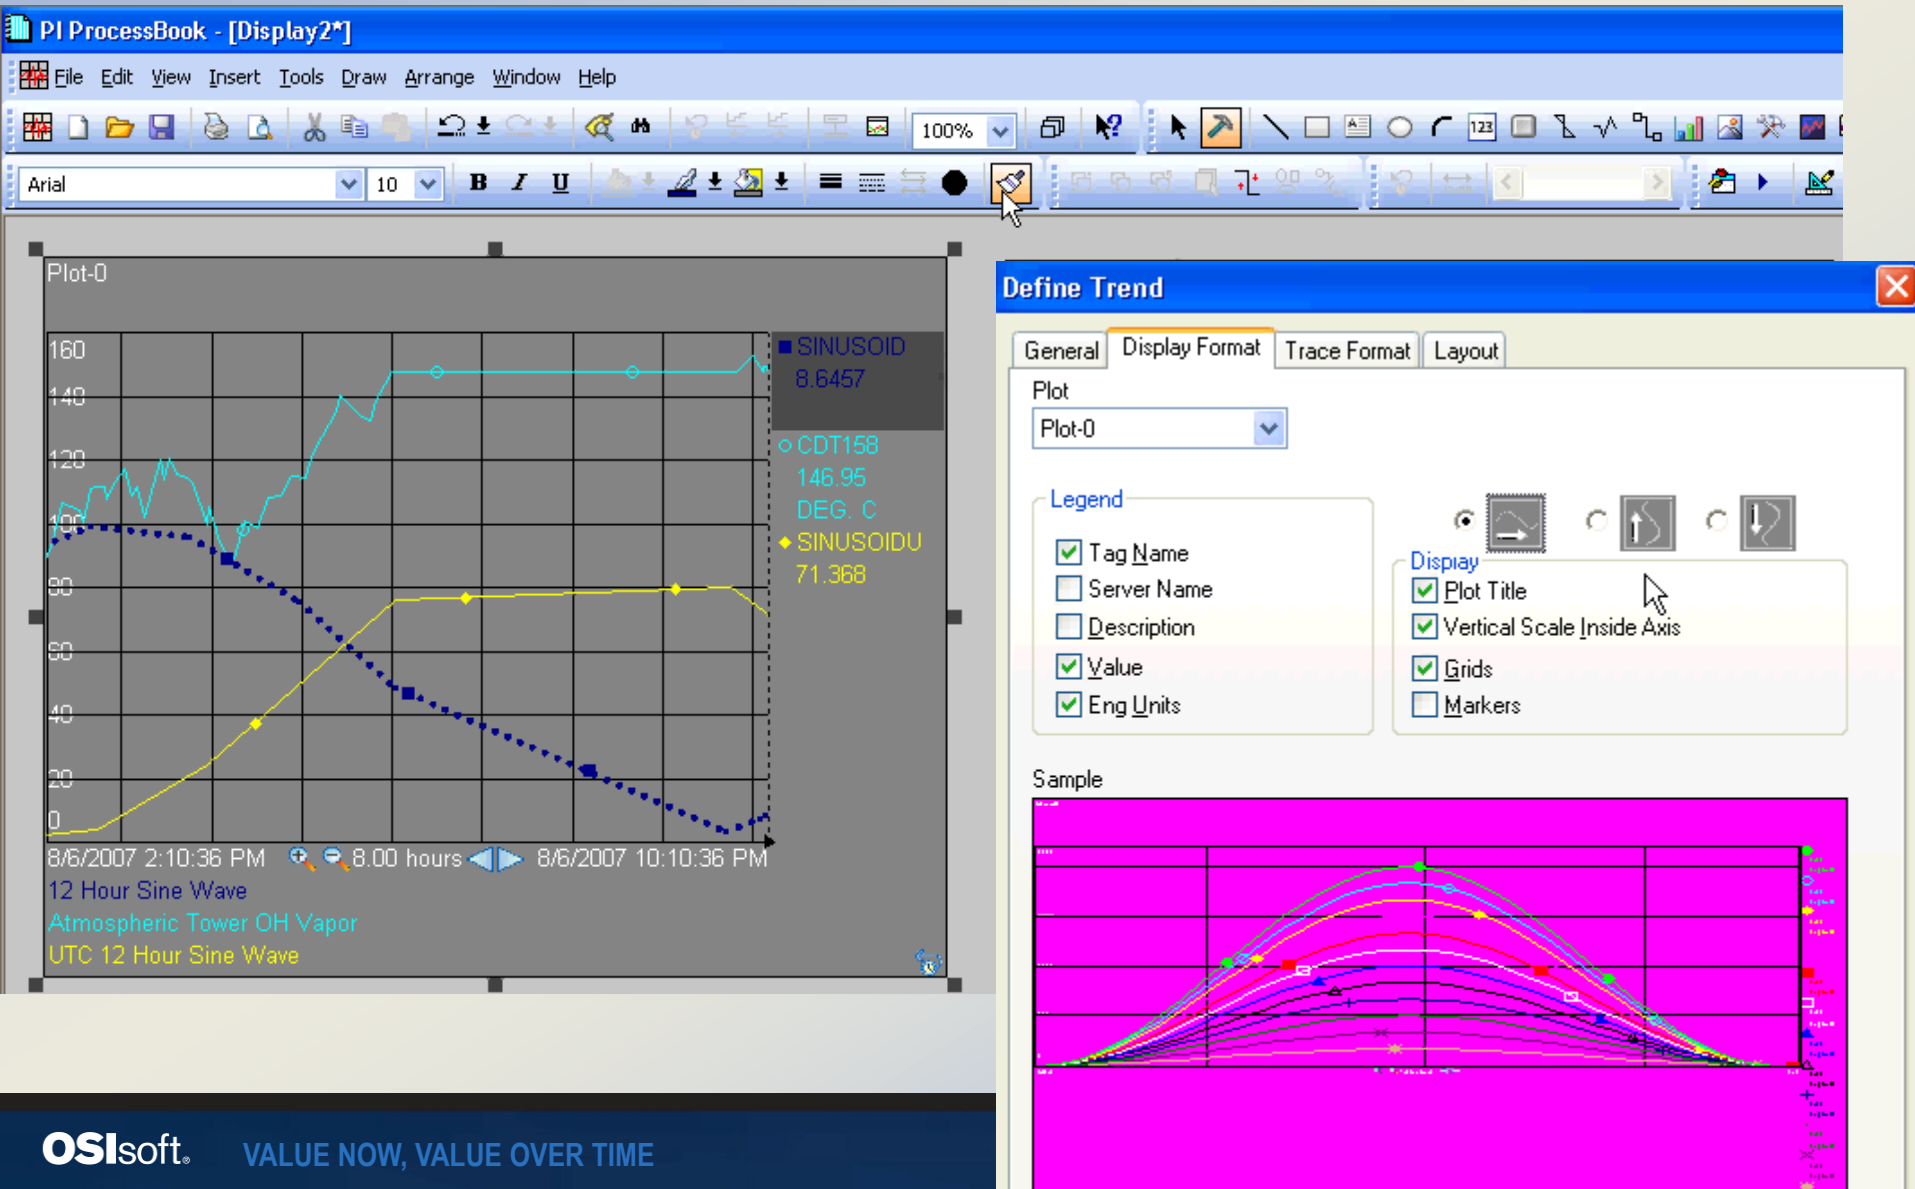 PI ProcessBook - [Display2*]
File Edit View Insert Tools Draw Arrange Window Help
100%
123
Arial
10
B I U
Plot-0
160
140
120
100
80
60
40
20
0
SINUSOID
8.6457
CDT158
146.95
DEG. C
SINUSOIDU
71.368
8/6/2007 2:10:36 PM
8.00 hours
8/6/2007 10:10:36 PM
12 Hour Sine Wave
Atmospheric Tower OH Vapor
UTC 12 Hour Sine Wave
Define Trend
General Display Format Trace Format Layout
Plot
Plot-0
Legend
Tag Name
Server Name
Description
Value
Eng Units
Display
Plot Title
Vertical Scale Inside Axis
Grids
Markers
Sample
OSIsoft®
VALUE NOW, VALUE OVER TIME